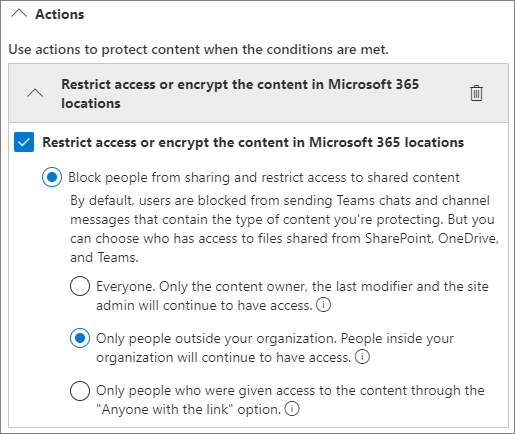 Actions
Use actions to protect content when the conditions are met.
Restrict access or encrypt the content in Microsoft 365
locations
Restrict access or encrypt the content in Microsoft 365 locations
Block people from sharing and restrict access to shared content
By default, users are blocked from sending Teams chats and channel
messages that contain the type of content you're protecting. But you
can choose who has access to files shared from SharePoint, OneDrive,
and Teams.
Everyone. Only the content owner, the last modifier and the site
admin will continue to have access.
Only people outside your organization. People inside your
organization will continue to have access.
Only people who were given access to the content through the
"Anyone with the link" option.